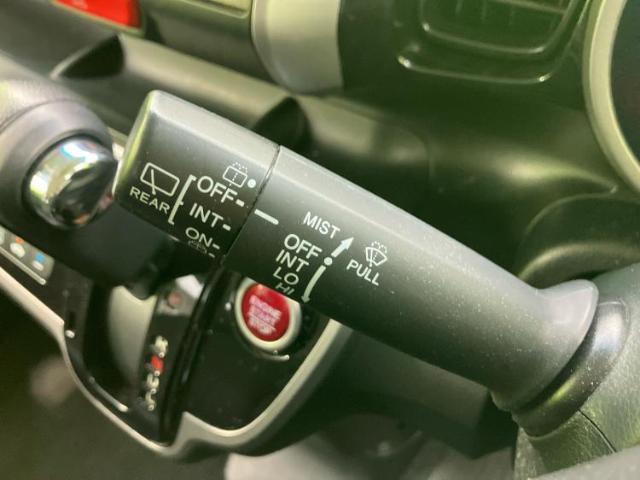 REAR
OFF-
INT-
ON-
MIST
OFF
INT
LO
HI
PULL
ENGINE
START
STOP